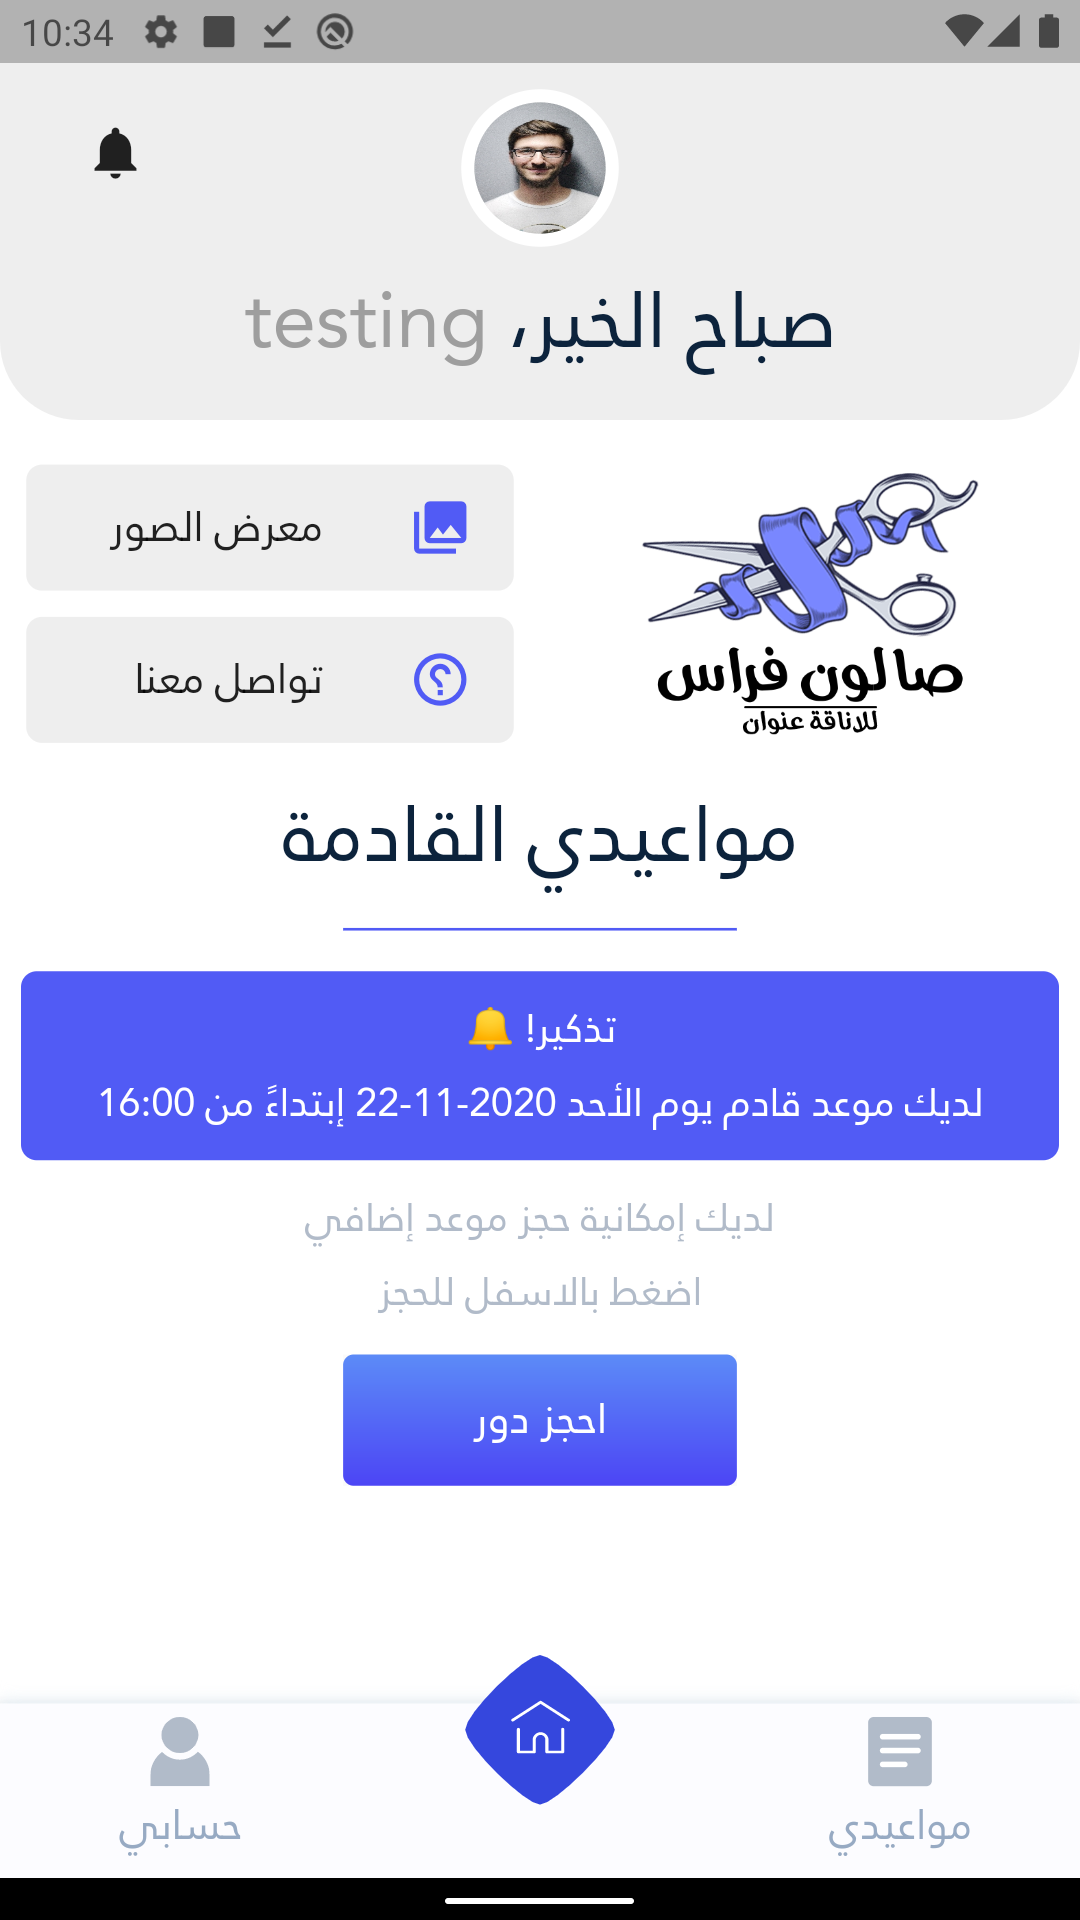 10:34
صباح الخير، testing
معرض الصور
تواصل معنا
صالون فراس
للاناقة عنوان
مواعيدي القادمة
تذكير! 🔔
لديك موعد قادم يوم الأحد 2020-11-22 إبتداءً من 16:00
لديك إمكانية حجز موعد إضافي
اضغط بالاسفل للحجز
احجز دور
مواعيدي
حسابي